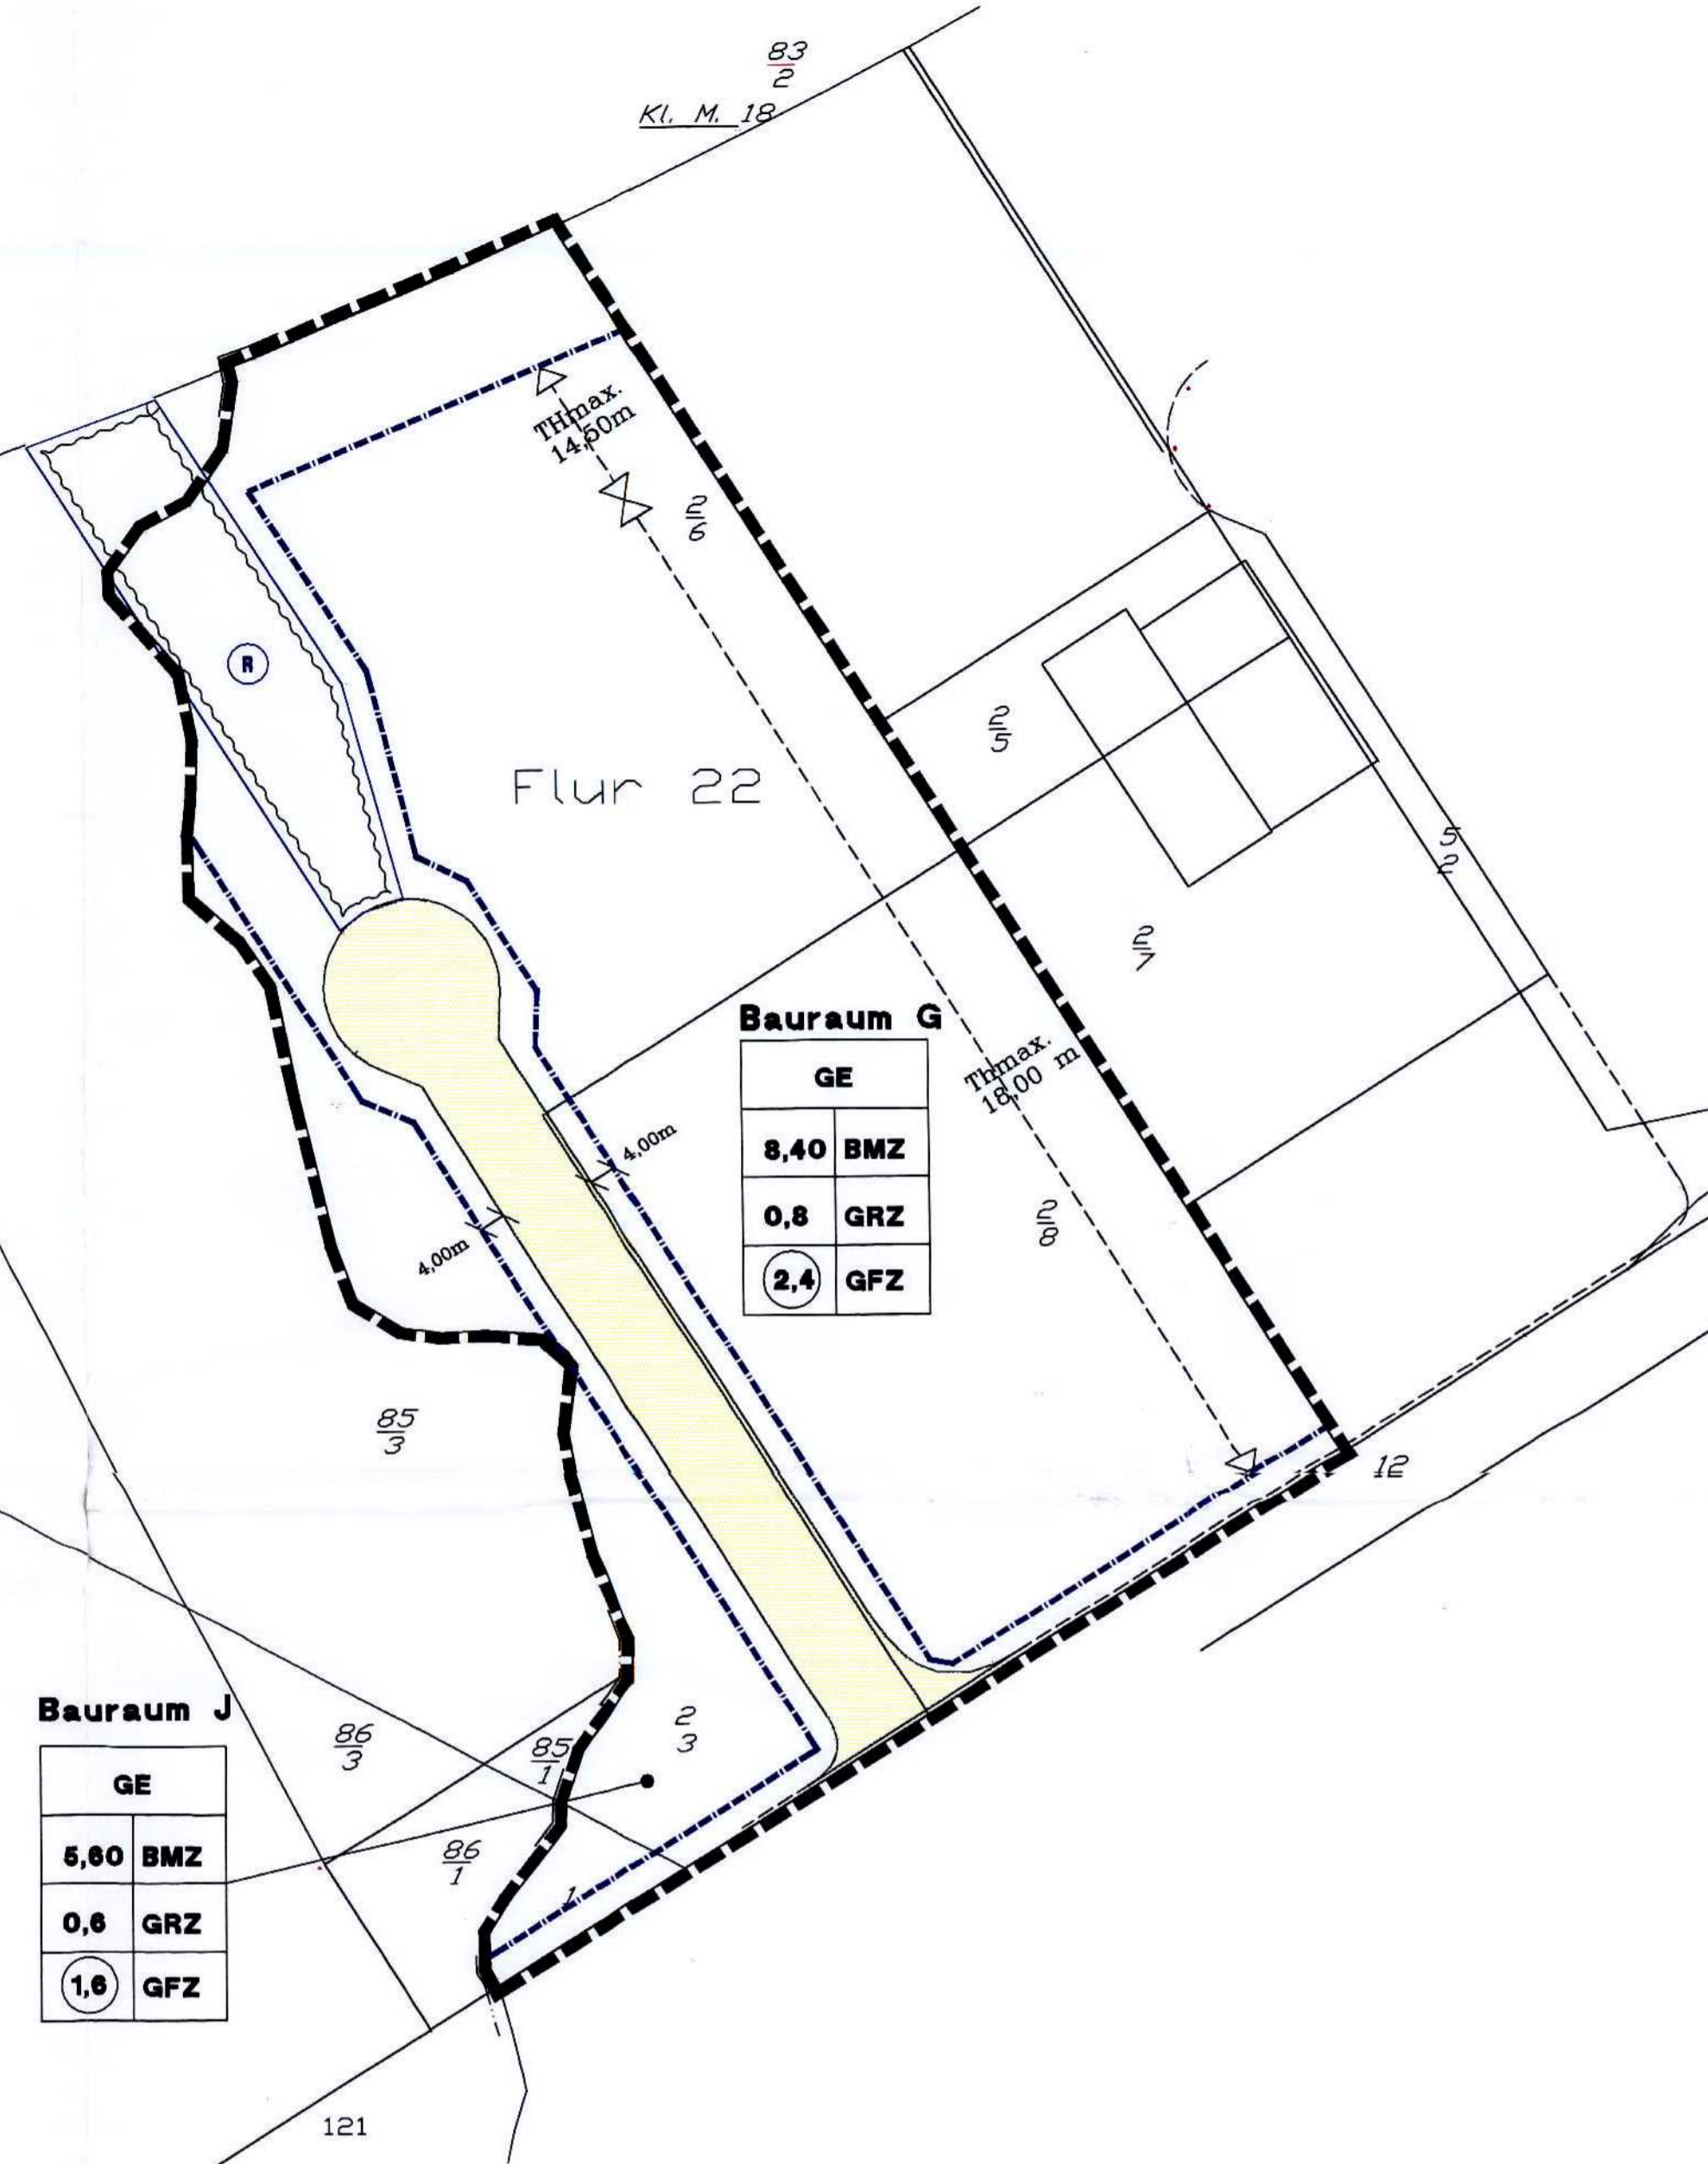 83
2
Kl. M. 18
THmax.
14,50m
2
6
R
2
5
Flur 22
5
2
2
7
Bauraum G
GE
8,40 BMZ
0,8 GRZ
2,4 GFZ
Thmax.
18,00 m
4,00m
2
8
4,00m
85
3
12
Bauraum J
GE
5,60 BMZ
0,6 GRZ
1,6 GFZ
86
3
85
1
2
3
86
1
1
121